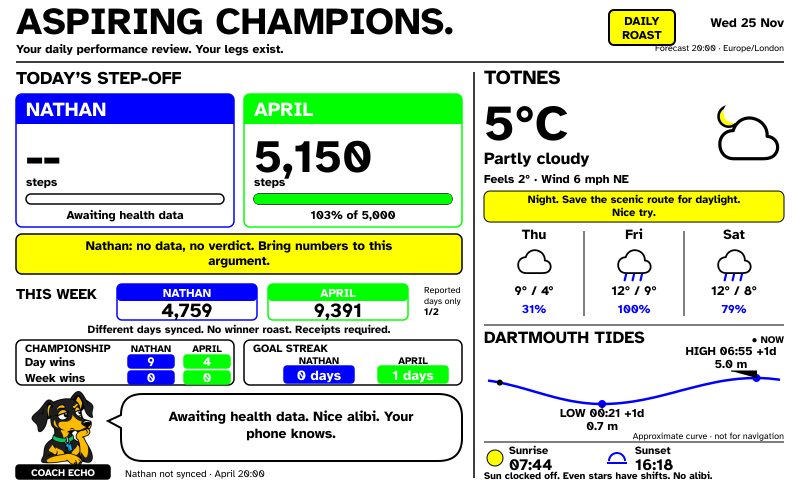 ASPIRING CHAMPIONS.
Your daily performance review. Your legs exist.
DAILY
ROAST
Wed 25 Nov
Forecast 20:00 · Europe/London
TODAY'S STEP-OFF
NATHAN
--
steps
Awaiting health data
APRIL
5,150
steps
103% of 5,000
Nathan: no data, no verdict. Bring numbers to this
argument.
THIS WEEK
NATHAN
4,759
APRIL
9,391
Reported
days only
1/2
Different days synced. No winner roast. Receipts required.
CHAMPIONSHIP NATHAN APRIL
Day wins 9 4
Week wins 0 0
GOAL STREAK
NATHAN APRIL
0 days 1 days
Awaiting health data. Nice alibi. Your
phone knows.
COACH ECHO
Nathan not synced · April 20:00
TOTNES
5°C
Partly cloudy
Feels 2° · Wind 6 mph NE
Night. Save the scenic route for daylight.
Nice try.
Thu Fri Sat
9° / 4° 12° / 9° 12° / 8°
31% 100% 79%
DARTMOUTH TIDES
• NOW
HIGH 06:55 +1d
5.0 m
LOW 00:21 +1d
0.7 m
Approximate curve · not for navigation
Sunrise
07:44
Sunset
16:18
Sun clocked off. Even stars have shifts. No alibi.